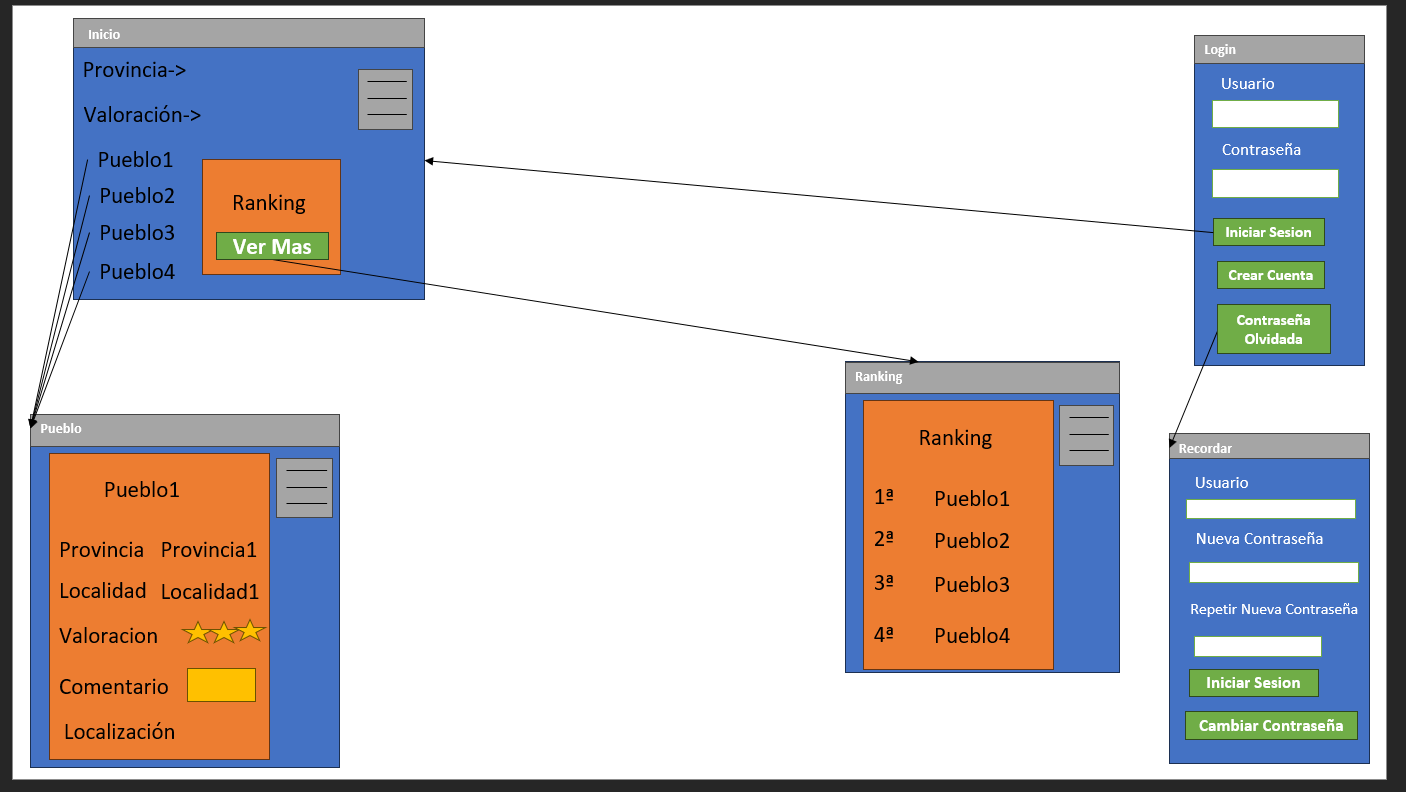 Inicio
Provincia->
Valoración->
Pueblo1
Pueblo2
Pueblo3
Pueblo4
Ranking
Ver Mas
Login
Usuario
Contraseña
Iniciar Sesion
Crear Cuenta
Contraseña
Olvidada
Pueblo
Pueblo1
Provincia Provincia1
Localidad Localidad1
Valoracion
Comentario
Localización
Ranking
Ranking
1ª Pueblo1
2ª Pueblo2
3ª Pueblo3
4ª Pueblo4
Recordar
Usuario
Nueva Contraseña
Repetir Nueva Contraseña
Iniciar Sesion
Cambiar Contraseña